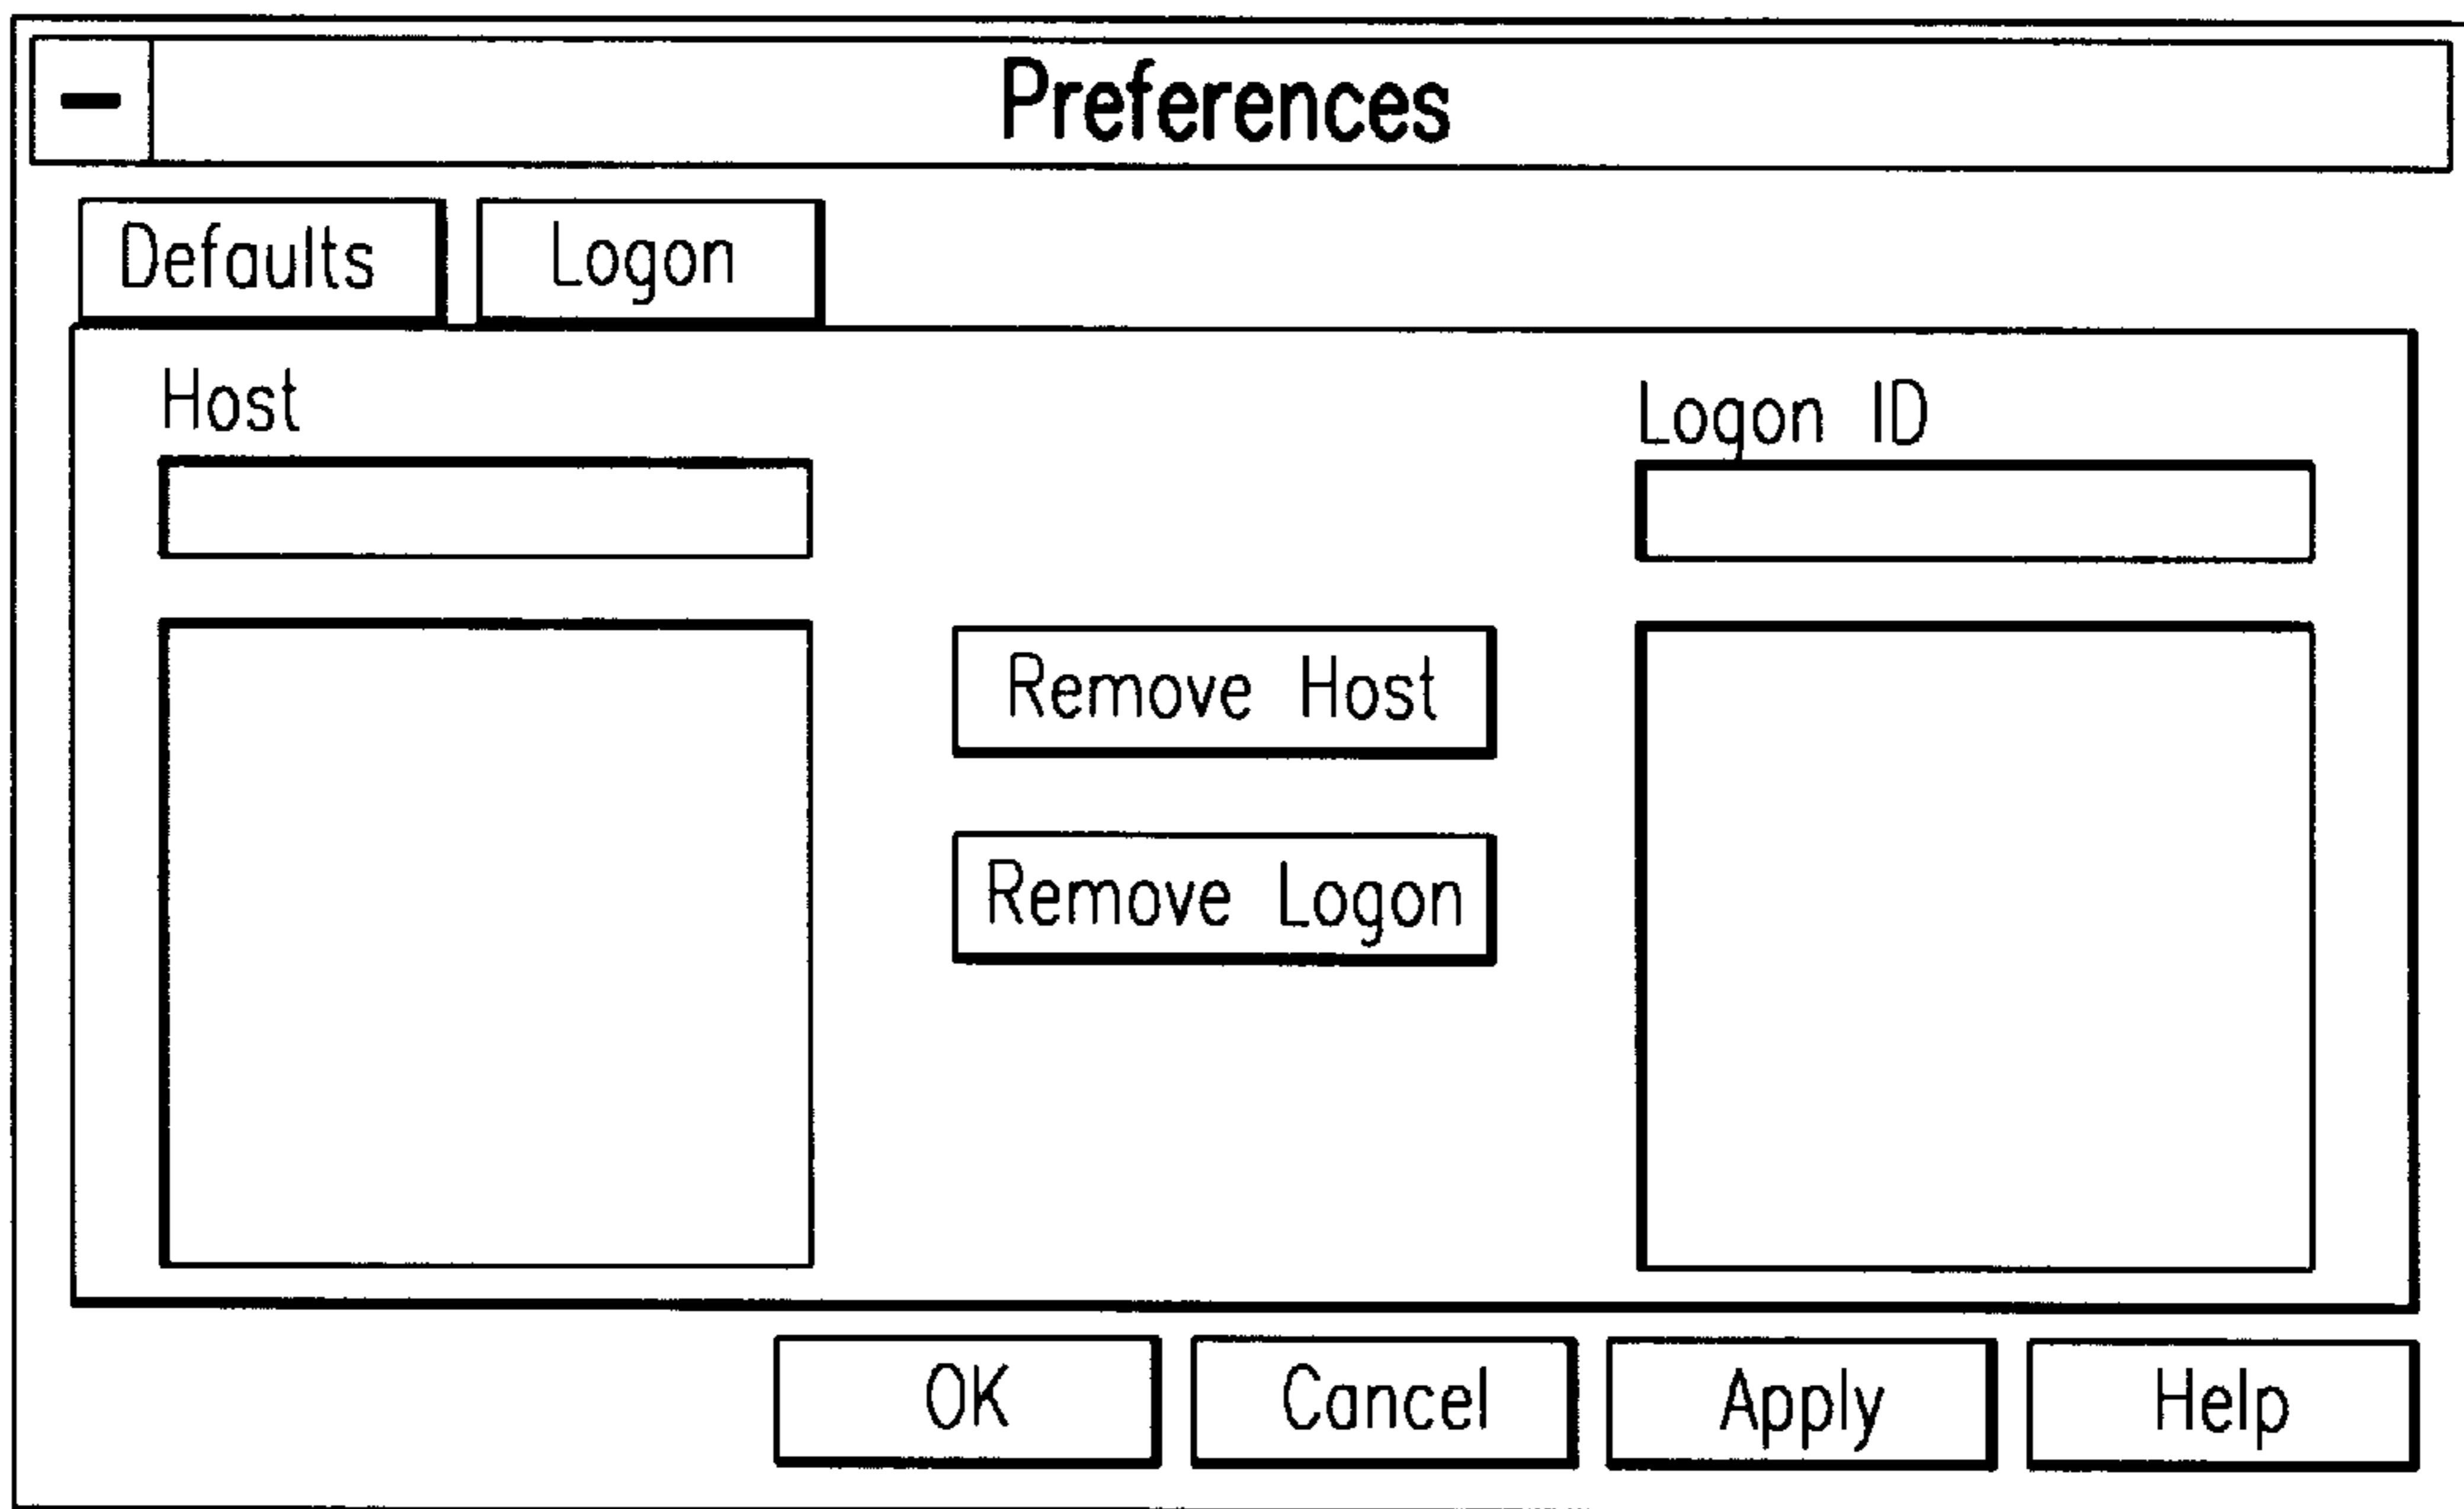 Preferences
Defaults Logon
Host Logon ID
Remove Host
Remove Logon
OK Cancel Apply Help